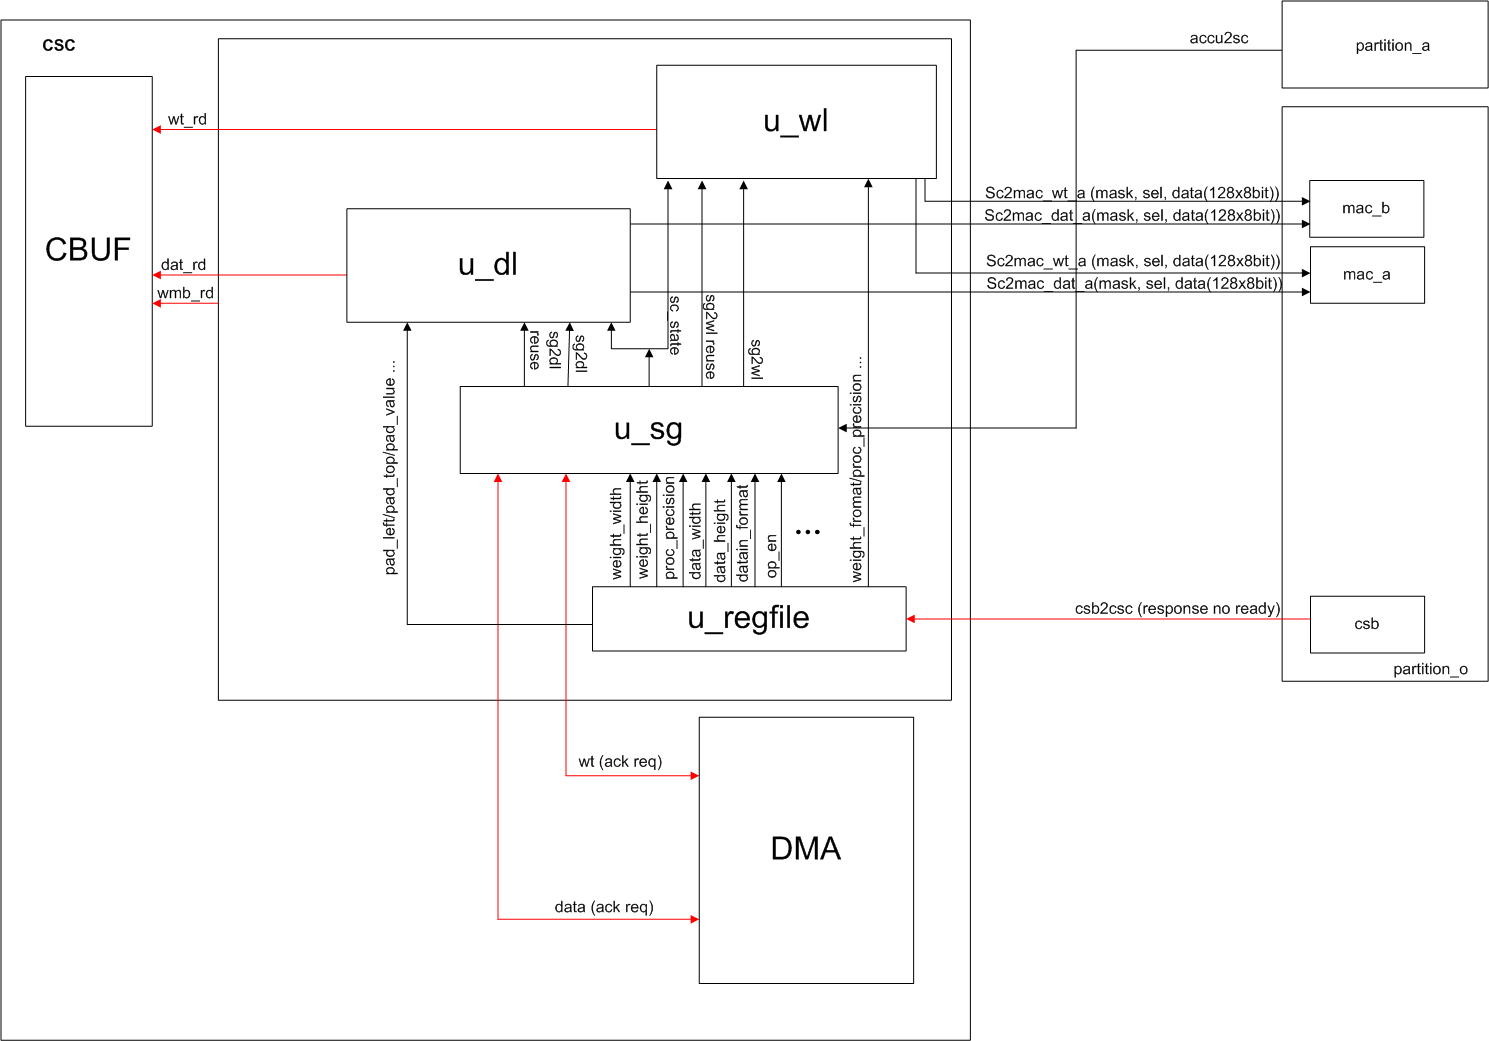 accu2sc
partition_a
CSC
u_wl
wt_rd
Sc2mac_wt_a (mask, sel, data(128x8bit))
mac_b
Sc2mac_dat_a(mask, sel, data(128x8bit))
CBUF
u_dl
dat_rd
Sc2mac_wt_a (mask, sel, data(128x8bit))
mac_a
Sc2mac_dat_a(mask, sel, data(128x8bit))
wmb_rd
sg2dl
reuse
sg2dl
sc_state
sg2wl reuse
sg2wl
pad_left/pad_top/pad_value ...
weight_fromat/proc_precision ...
u_sg
weight_width
weight_height
proc_precision
data_width
data_height
datain_format
op_en
...
u_regfile
csb2csc (response no ready)
csb
partition_o
wt (ack req)
DMA
data (ack req)